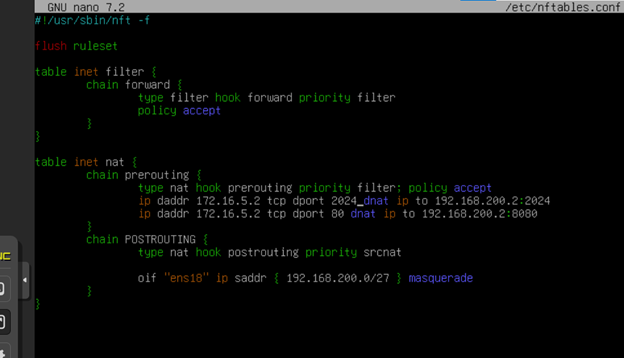 GNU nano 7.2 /etc/nftables.conf
#!/usr/sbin/nft -f
flush ruleset
table inet filter {
chain forward {
type filter hook forward priority filter
policy accept
}
}
table inet nat {
chain prerouting {
type nat hook prerouting priority filter; policy accept
ip daddr 172.16.5.2 tcp dport 2024 dnat ip to 192.168.200.2:2024
ip daddr 172.16.5.2 tcp dport 80 dnat ip to 192.168.200.2:8080
}
chain POSTROUTING {
type nat hook postrouting priority srcnat
oif "ens18" ip saddr { 192.168.200.0/27 } masquerade
}
}